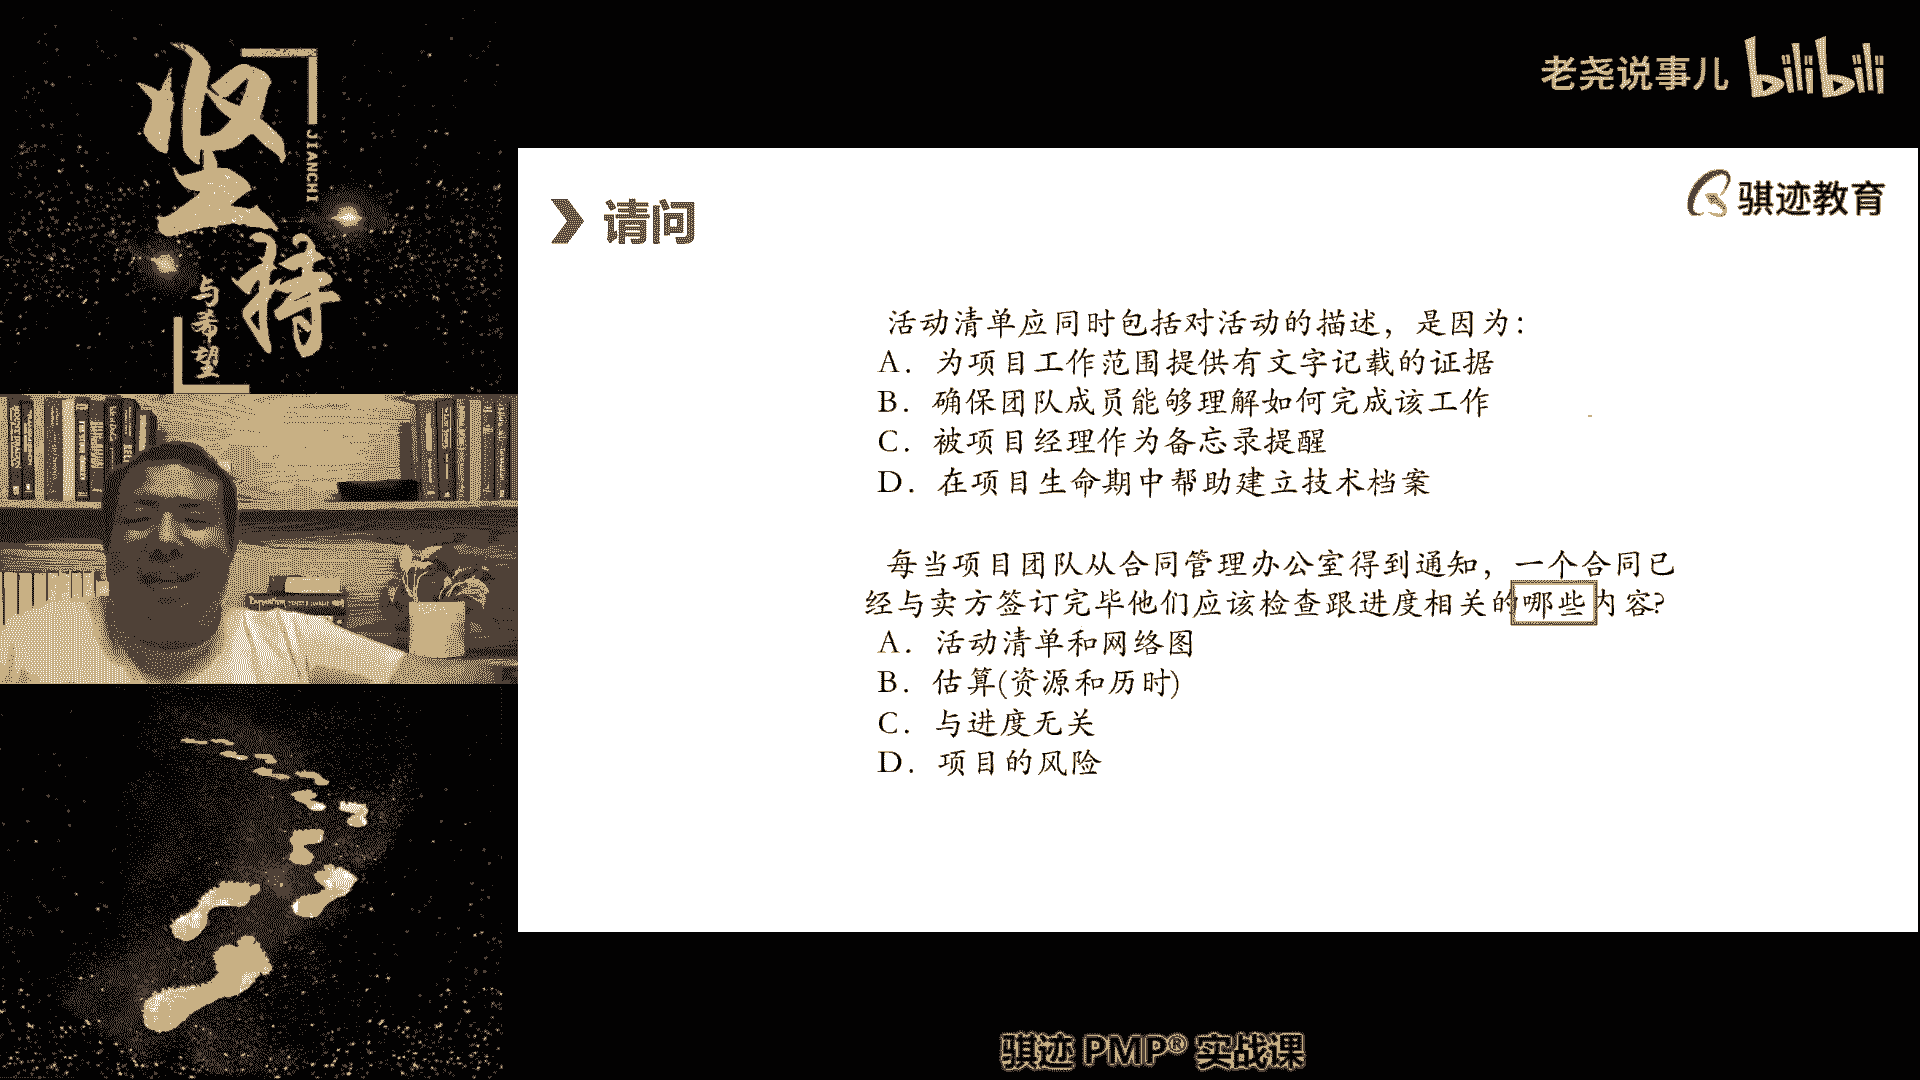 坚持
JIANCHI
与希望
老尧说事儿 bilibili
骐迹教育
请问
活动清单应同时包括对活动的描述，是因为：
A．为项目工作范围提供有文字记载的证据
B．确保团队成员能够理解如何完成该工作
C．被项目经理作为备忘录提醒
D．在项目生命期中帮助建立技术档案
每当项目团队从合同管理办公室得到通知，一个合同已
经与卖方签订完毕他们应该检查跟进度相关的哪些内容?
A．活动清单和网络图
B．估算(资源和历时)
C．与进度无关
D．项目的风险
骐迹 PMP® 实战课